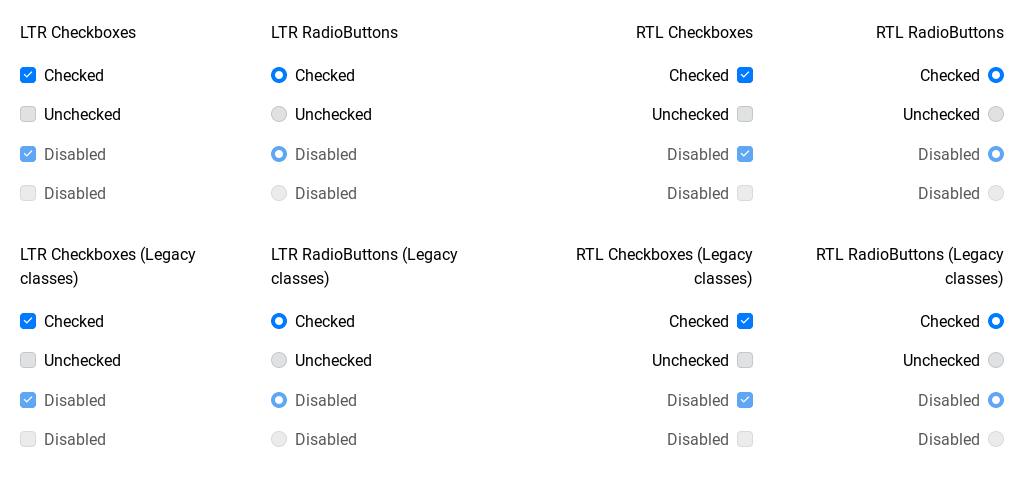 LTR Checkboxes
Checked
Unchecked
Disabled
Disabled
LTR RadioButtons
Checked
Unchecked
Disabled
Disabled
RTL Checkboxes
Checked
Unchecked
Disabled
Disabled
RTL RadioButtons
Checked
Unchecked
Disabled
Disabled
LTR Checkboxes (Legacy
classes)
Checked
Unchecked
Disabled
Disabled
LTR RadioButtons (Legacy
classes)
Checked
Unchecked
Disabled
Disabled
RTL Checkboxes (Legacy
classes)
Checked
Unchecked
Disabled
Disabled
RTL RadioButtons (Legacy
classes)
Checked
Unchecked
Disabled
Disabled